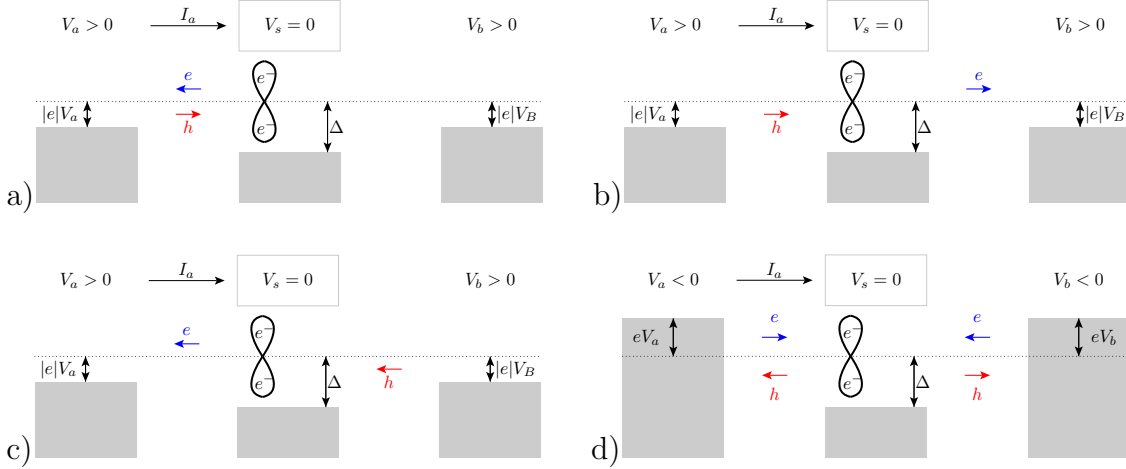 V_a > 0 I_a V_s = 0 V_b > 0
e e⁻
|e|V_a h e⁻ Δ |e|V_B
a)
V_a > 0 I_a V_s = 0 V_b > 0
e⁻ e
|e|V_a h e⁻ Δ |e|V_B
b)
V_a > 0 I_a V_s = 0 V_b > 0
e e⁻
|e|V_a e⁻ Δ h |e|V_B
c)
V_a < 0 I_a V_s = 0 V_b < 0
eV_a e e⁻ e eV_b
h e⁻ Δ h
d)